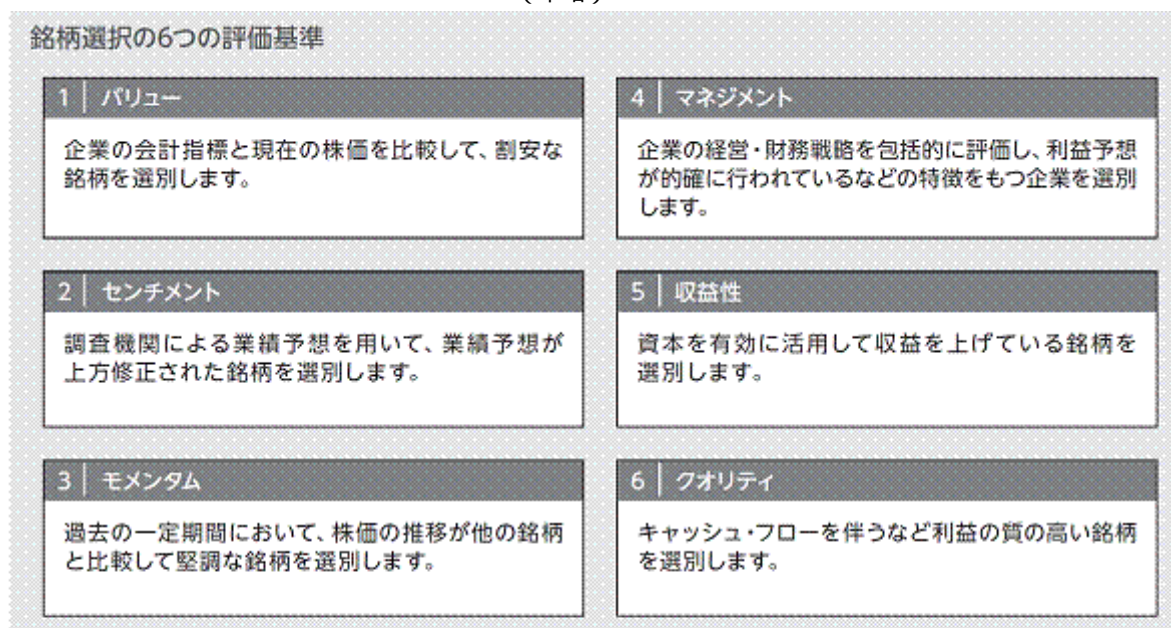 銘柄選択の6つの評価基準
1 バリュー
企業の会計指標と現在の株価を比較して、割安な
銘柄を選別します。
2 センチメント
調査機関による業績予想を用いて、業績予想が
上方修正された銘柄を選別します。
3 モメンタム
過去の一定期間において、株価の推移が他の銘柄
と比較して堅調な銘柄を選別します。
4 マネジメント
企業の経営・財務戦略を包括的に評価し、利益予想
が的確に行われているなどの特徴をもつ企業を選別
します。
5 収益性
資本を有効に活用して収益を上げている銘柄を
選別します。
6 クオリティ
キャッシュ・フローを伴うなど利益の質の高い銘柄
を選別します。